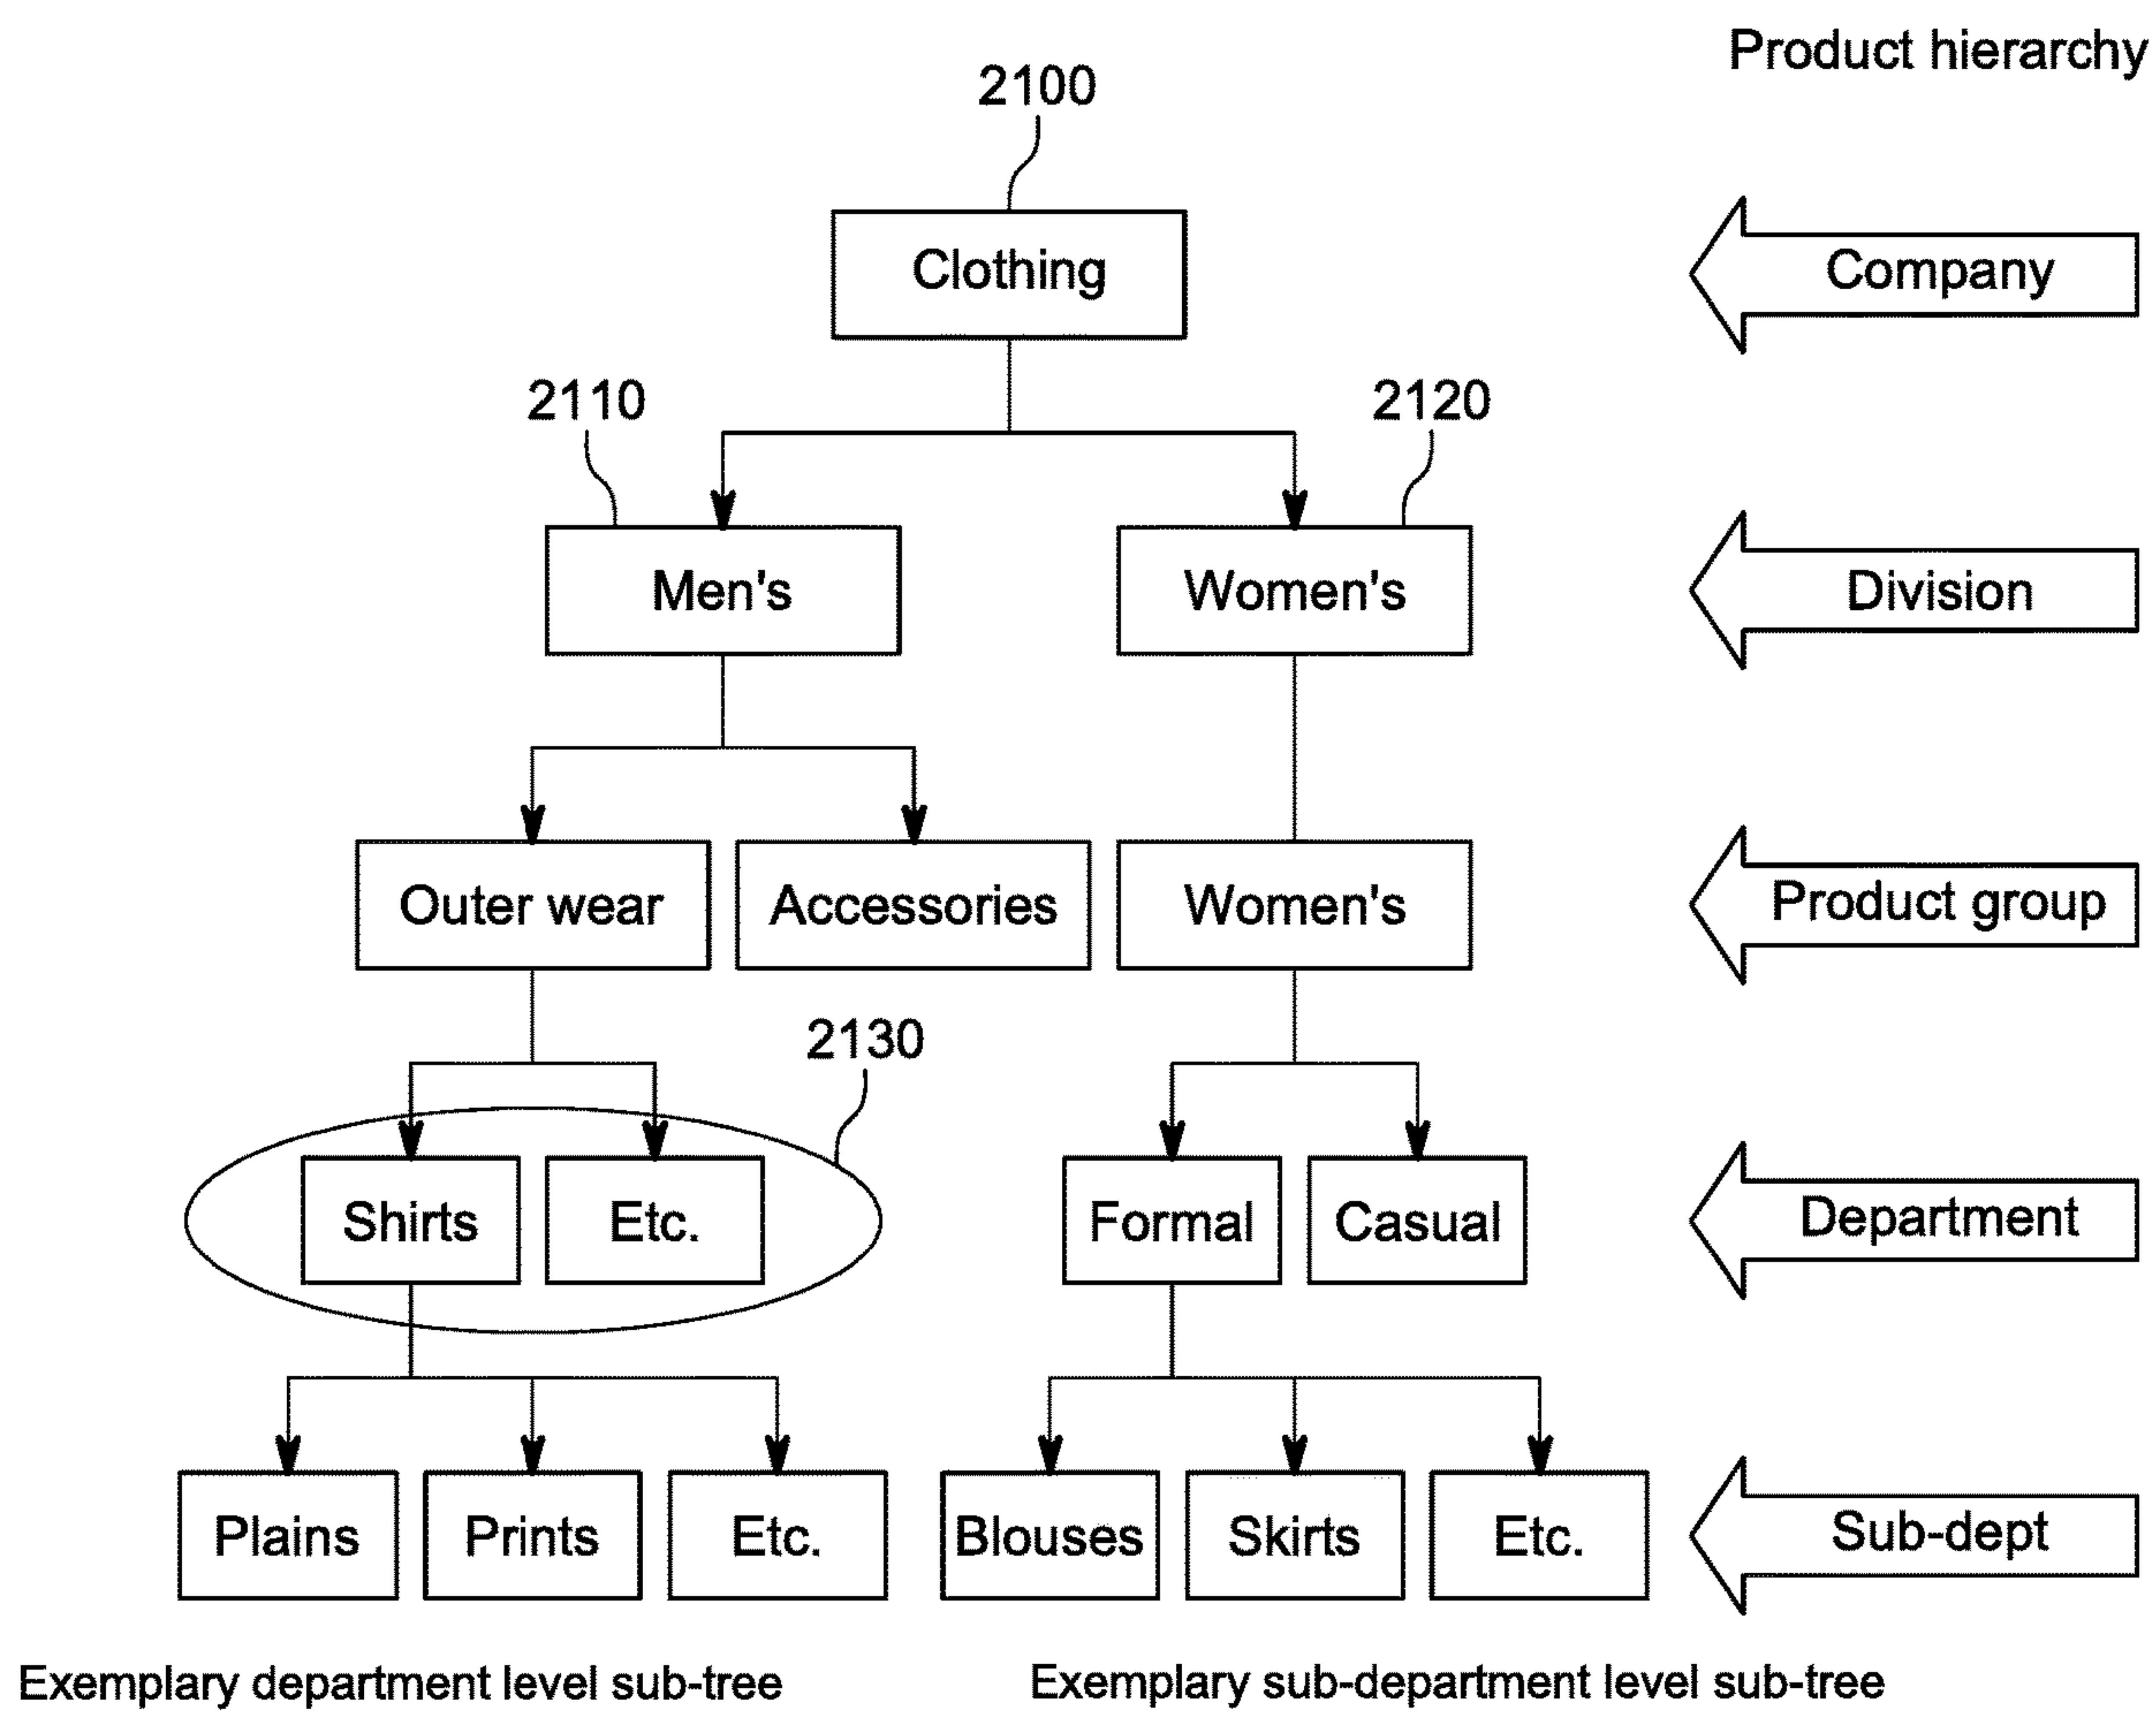 Product hierarchy
2100
Clothing
Company
2110
2120
Men's
Women's
Division
Outer wear
Accessories
Women's
Product group
2130
Shirts
Etc.
Formal
Casual
Department
Plains
Prints
Etc.
Blouses
Skirts
Etc.
Sub-dept
Exemplary department level sub-tree
Exemplary sub-department level sub-tree